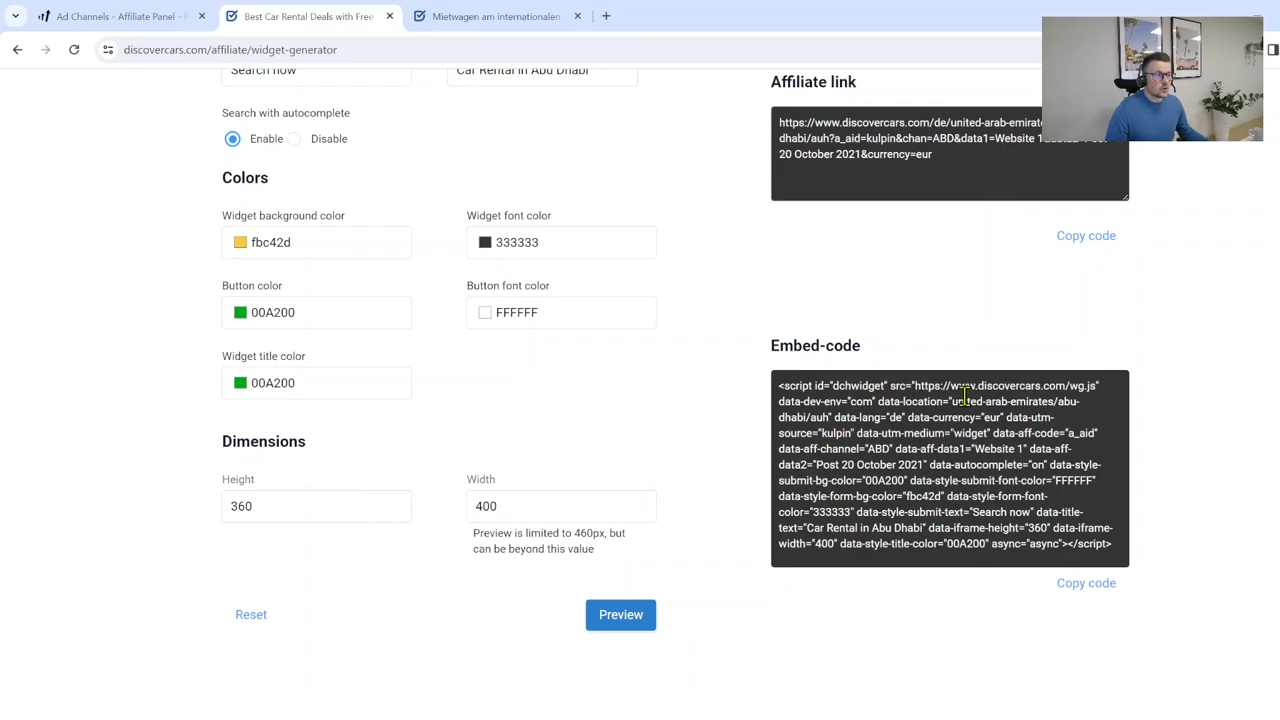 Ad Channels - Affiliate Panel - P
Best Car Rental Deals with Free
Mietwagen am internationalen
discovercars.com/affiliate/widget-generator
Search now
Car Rental in Abu Dhabi
Search with autocomplete
Enable
Disable
Colors
Widget background color
Widget font color
fbc42d
333333
Button color
Button font color
00A200
FFFFFF
Widget title color
00A200
Dimensions
Height
Width
360
400
Preview is limited to 460px, but
can be beyond this value
Reset
Preview
Affiliate link
https://www.discovercars.com/de/united-arab-emirate
dhabi/auh?a_aid=kulpin&chan=ABD&data1=Website 1
20 October 2021&currency=eur
Copy code
Embed-code
<script id="dchwidget" src="https://www.discovercars.com/wg.js"
data-dev-env="com" data-location="united-arab-emirates/abu-
dhabi/auh" data-lang="de" data-currency="eur" data-utm-
source="kulpin" data-utm-medium="widget" data-aff-code="a_aid"
data-aff-channel="ABD" data-aff-data1="Website 1" data-aff-
data2="Post 20 October 2021" data-autocomplete="on" data-style-
submit-bg-color="00A200" data-style-submit-font-color="FFFFFF"
data-style-form-bg-color="fbc42d" data-style-form-font-
color="333333" data-style-submit-text="Search now" data-title-
text="Car Rental in Abu Dhabi" data-iframe-height="360" data-iframe-
width="400" data-style-title-color="00A200" async="async"></script>
Copy code